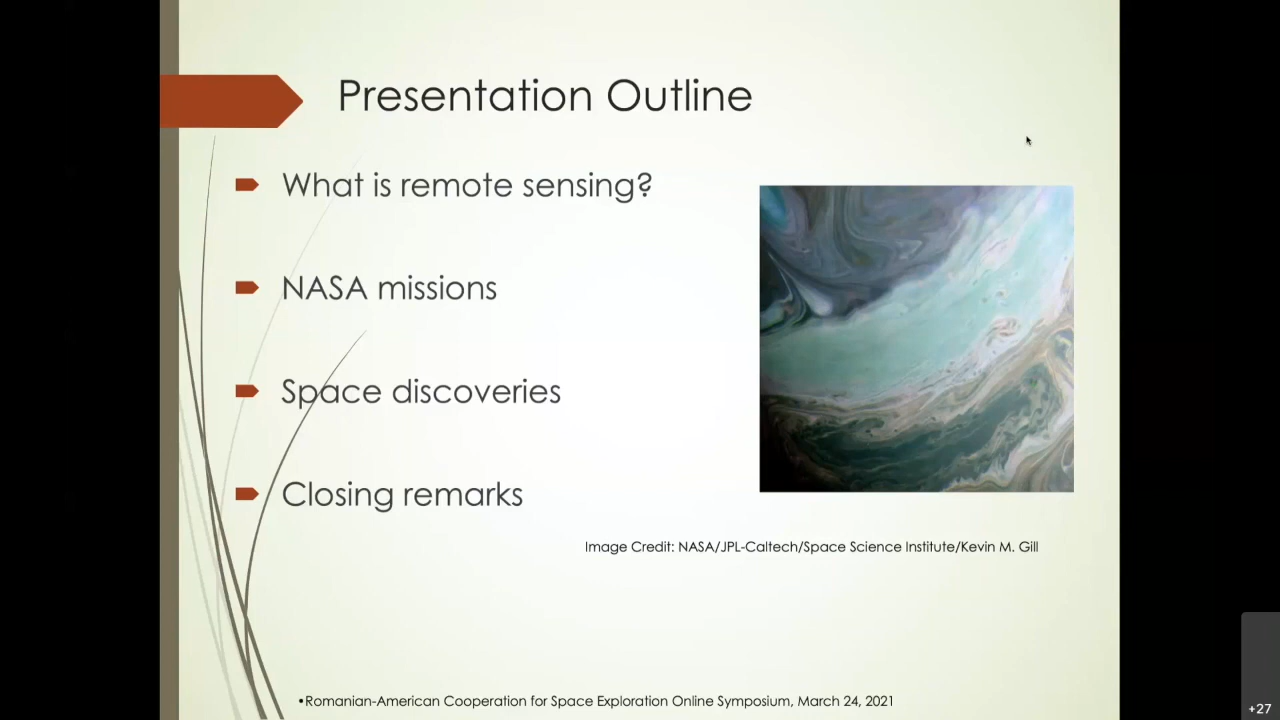 Presentation Outline
What is remote sensing?
NASA missions
Space discoveries
Closing remarks
Image Credit: NASA/JPL-Caltech/Space Science Institute/Kevin M. Gill
•Romanian-American Cooperation for Space Exploration Online Symposium, March 24, 2021
+27